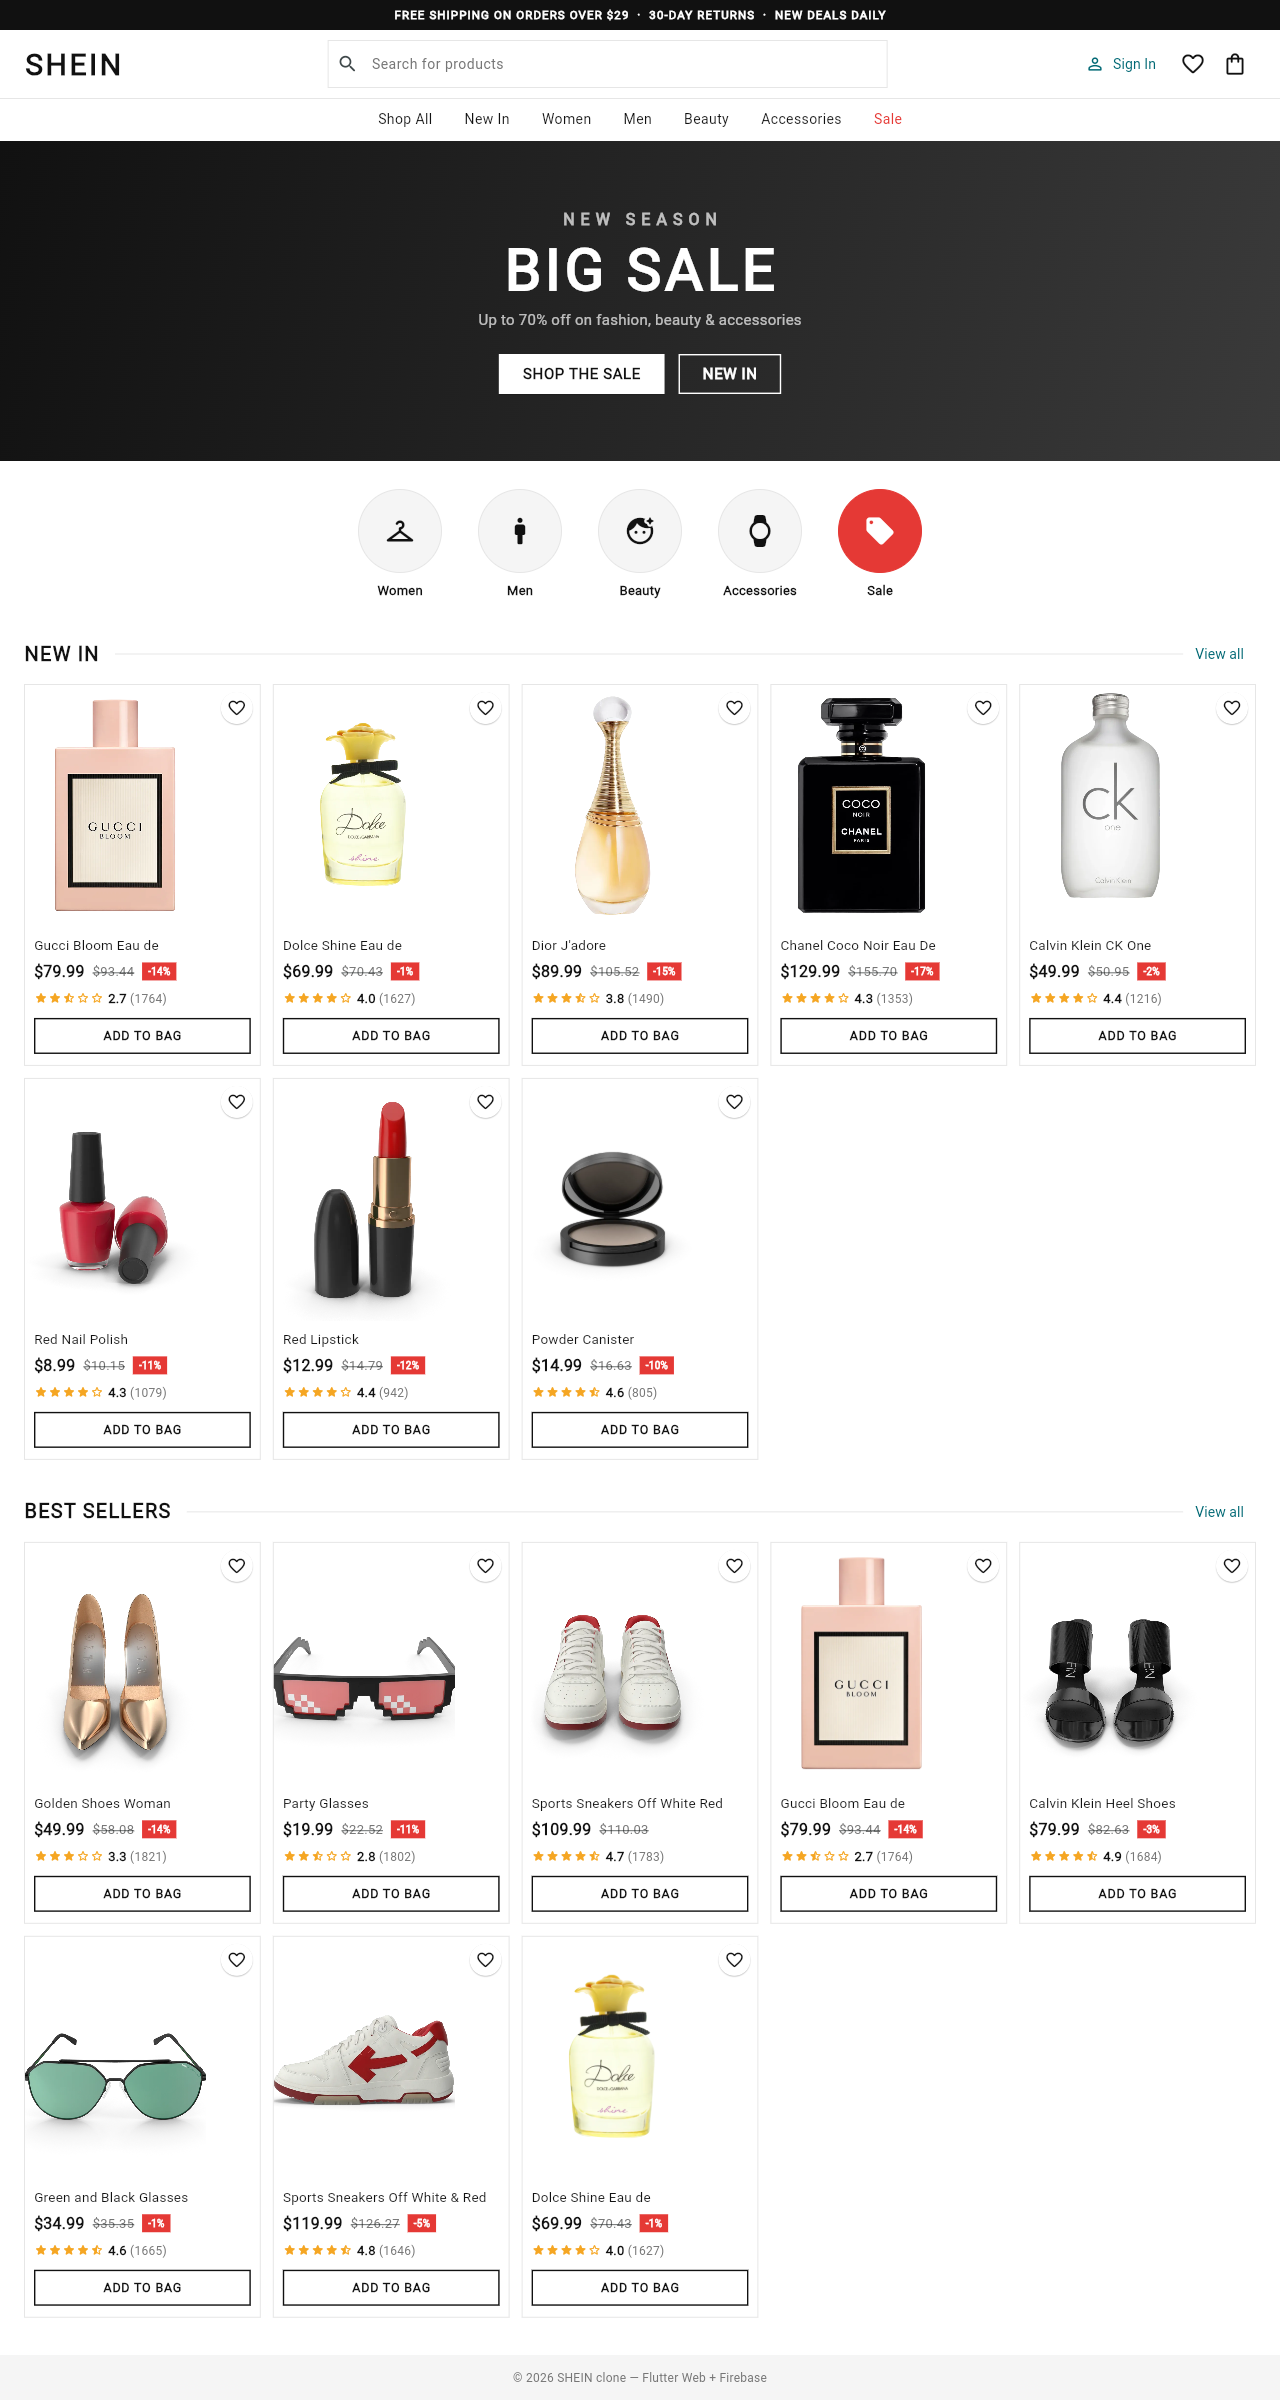 FREE SHIPPING ON ORDERS OVER $29 · 30-DAY RETURNS · NEW DEALS DAILY
SHEIN
Search for products
Sign In
Shop All New In Women Men Beauty Accessories Sale
NEW SEASON
BIG SALE
Up to 70% off on fashion, beauty & accessories
SHOP THE SALE NEW IN
Women Men Beauty Accessories Sale
NEW IN
View all
GUCCI
BLOOM
Dolce
DOLCE & GABBANA
shine
COCO
NOIR
CHANEL
PARIS
ck
one
Calvin Klein
Gucci Bloom Eau de
$79.99 $93.44 -14%
2.7 (1764)
ADD TO BAG
Dolce Shine Eau de
$69.99 $70.43 -1%
4.0 (1627)
ADD TO BAG
Dior J'adore
$89.99 $105.52 -15%
3.8 (1490)
ADD TO BAG
Chanel Coco Noir Eau De
$129.99 $155.70 -17%
4.3 (1353)
ADD TO BAG
Calvin Klein CK One
$49.99 $50.95 -2%
4.4 (1216)
ADD TO BAG
Red Nail Polish
$8.99 $10.15 -11%
4.3 (1079)
ADD TO BAG
Red Lipstick
$12.99 $14.79 -12%
4.4 (942)
ADD TO BAG
Powder Canister
$14.99 $16.63 -10%
4.6 (805)
ADD TO BAG
BEST SELLERS
View all
GUCCI
BLOOM
Golden Shoes Woman
$49.99 $58.08 -14%
3.3 (1821)
ADD TO BAG
Party Glasses
$19.99 $22.52 -11%
2.8 (1802)
ADD TO BAG
Sports Sneakers Off White Red
$109.99 $110.03
4.7 (1783)
ADD TO BAG
Gucci Bloom Eau de
$79.99 $93.44 -14%
2.7 (1764)
ADD TO BAG
Calvin Klein Heel Shoes
$79.99 $82.63 -3%
4.9 (1684)
ADD TO BAG
Dolce
DOLCE & GABBANA
shine
Green and Black Glasses
$34.99 $35.35 -1%
4.6 (1665)
ADD TO BAG
Sports Sneakers Off White & Red
$119.99 $126.27 -5%
4.8 (1646)
ADD TO BAG
Dolce Shine Eau de
$69.99 $70.43 -1%
4.0 (1627)
ADD TO BAG
© 2026 SHEIN clone — Flutter Web + Firebase